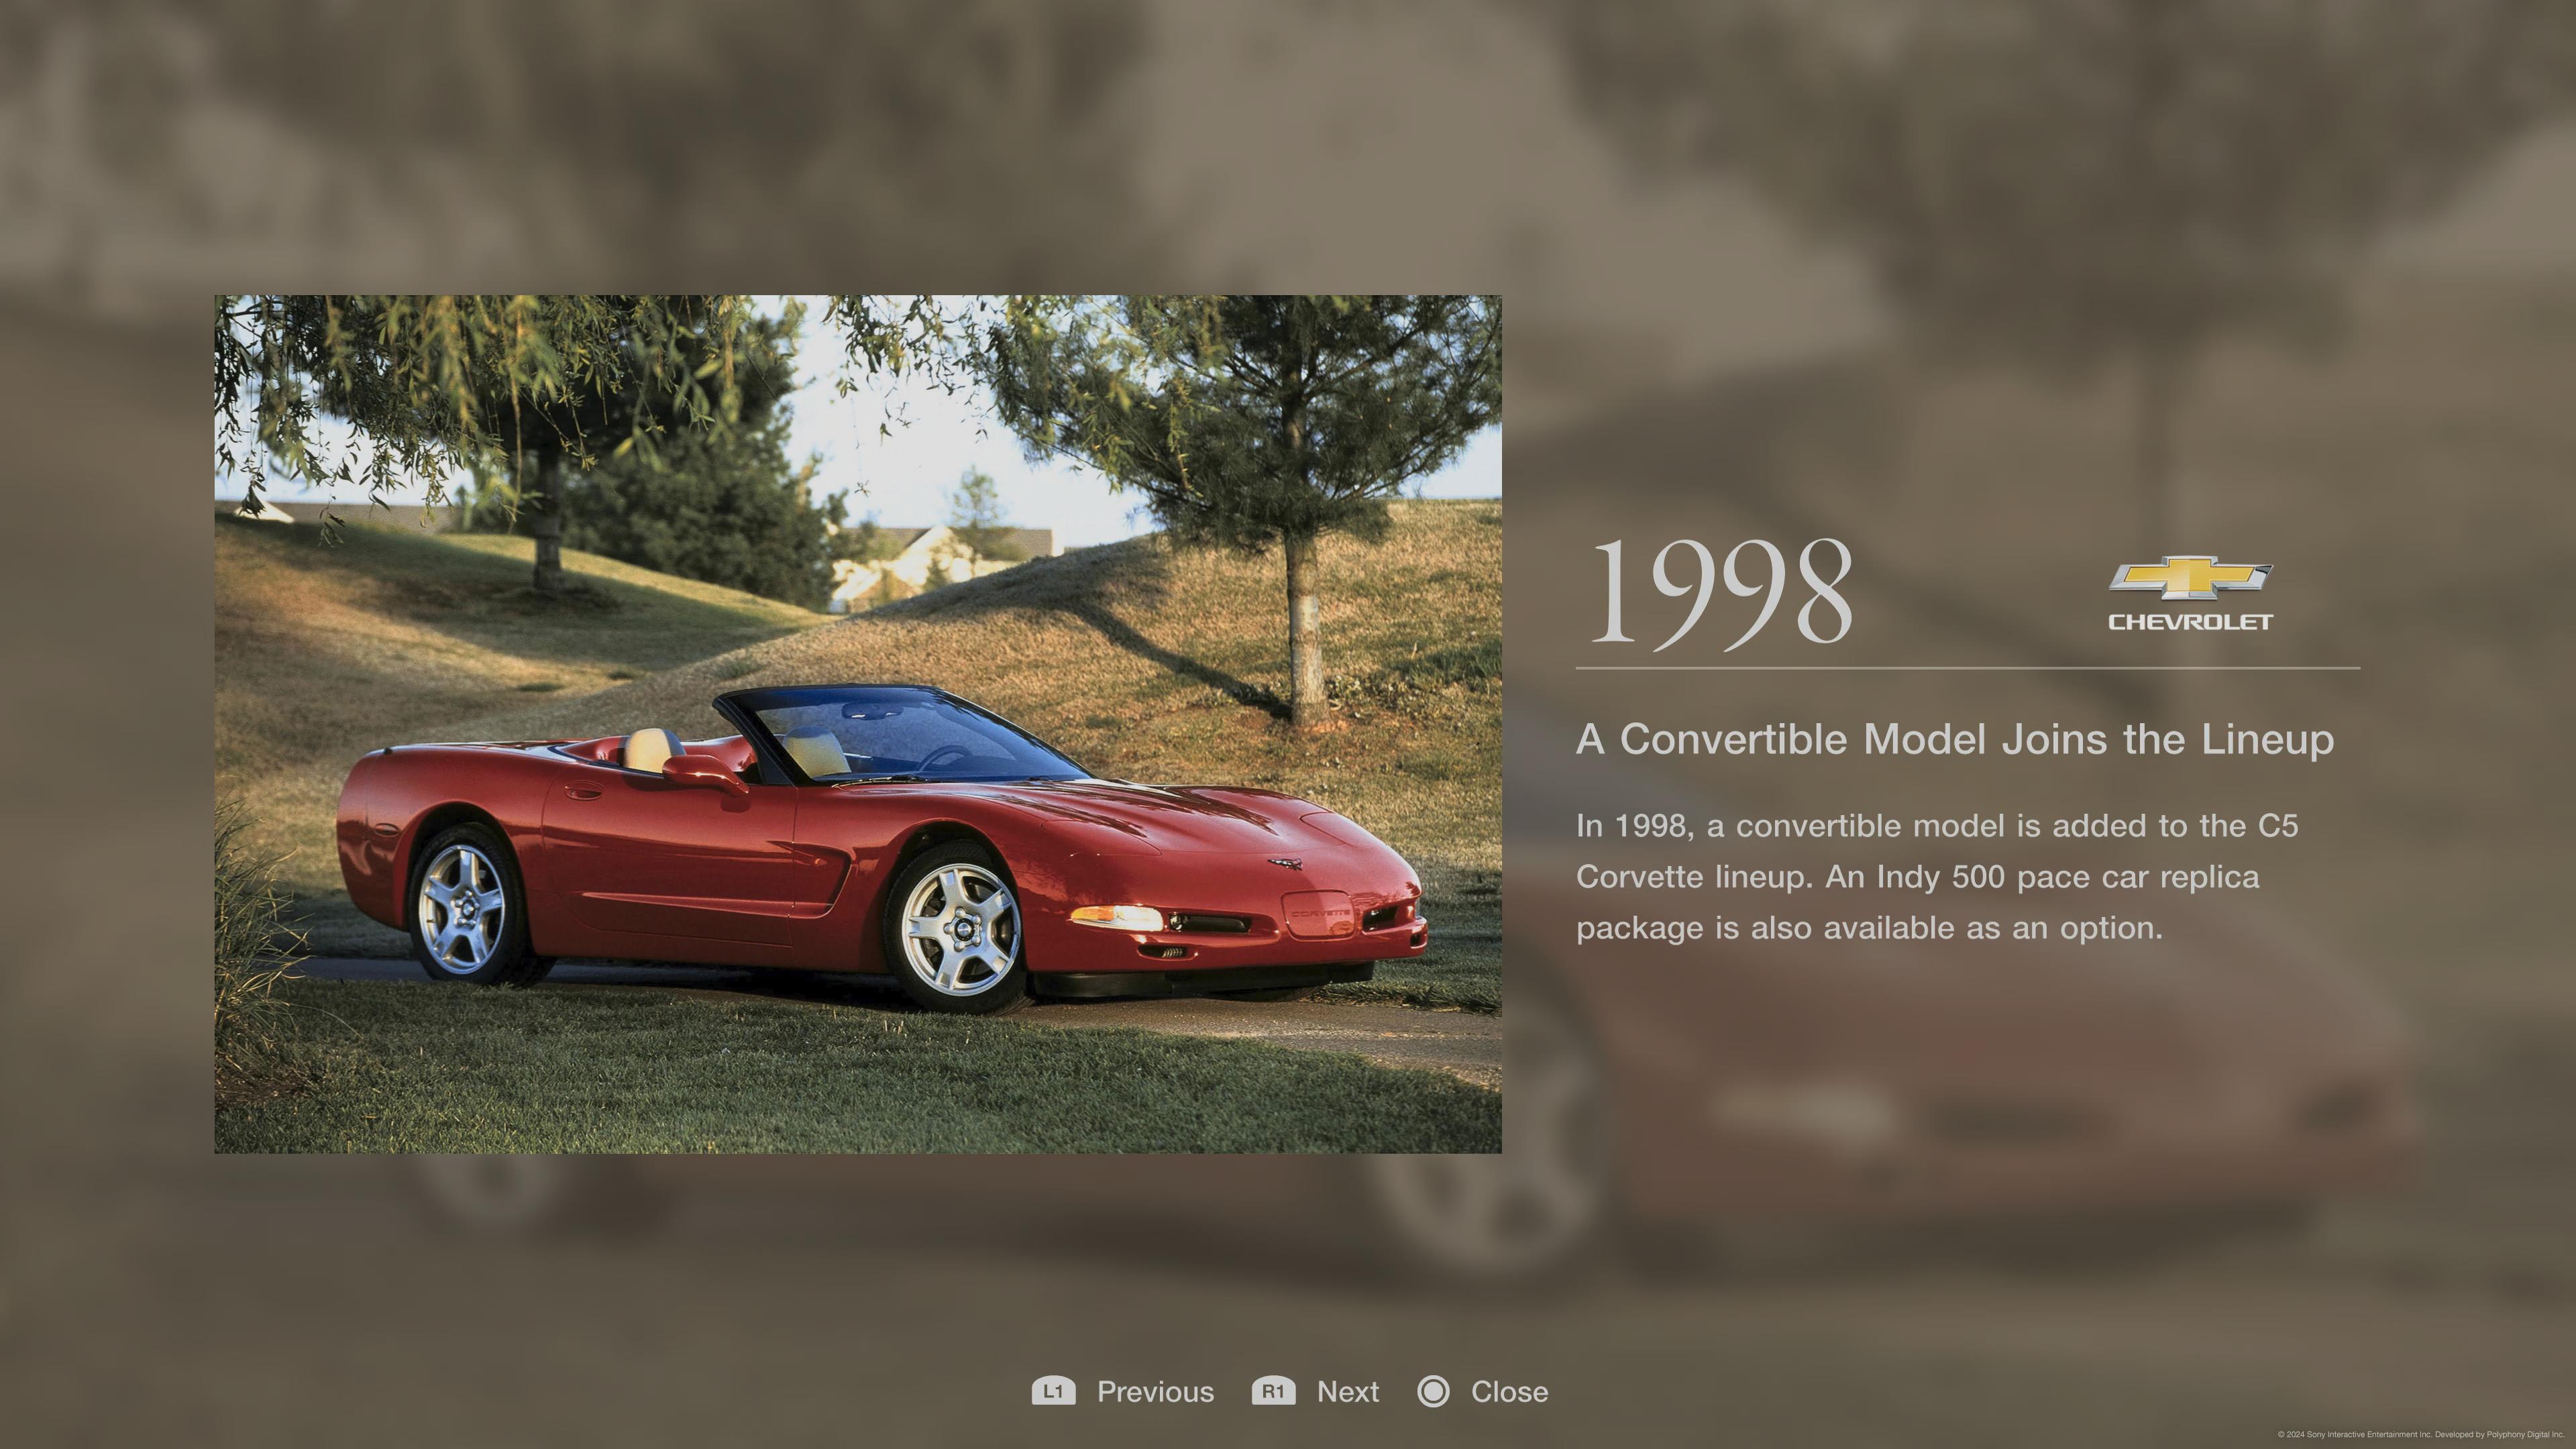 1998
CHEVROLET
A Convertible Model Joins the Lineup
In 1998, a convertible model is added to the C5
Corvette lineup. An Indy 500 pace car replica
package is also available as an option.
CORVETTE
L1 Previous R1 Next Close
© 2024 Sony Interactive Entertainment Inc. Developed by Polyphony Digital Inc.